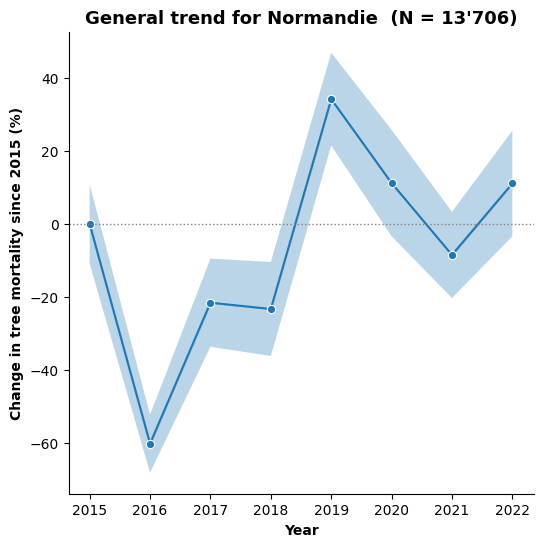 General trend for Normandie  (N = 13'706)
Change in tree mortality since 2015 (%)
40
20
0
−20
−40
−60
2015 2016 2017 2018 2019 2020 2021 2022
Year